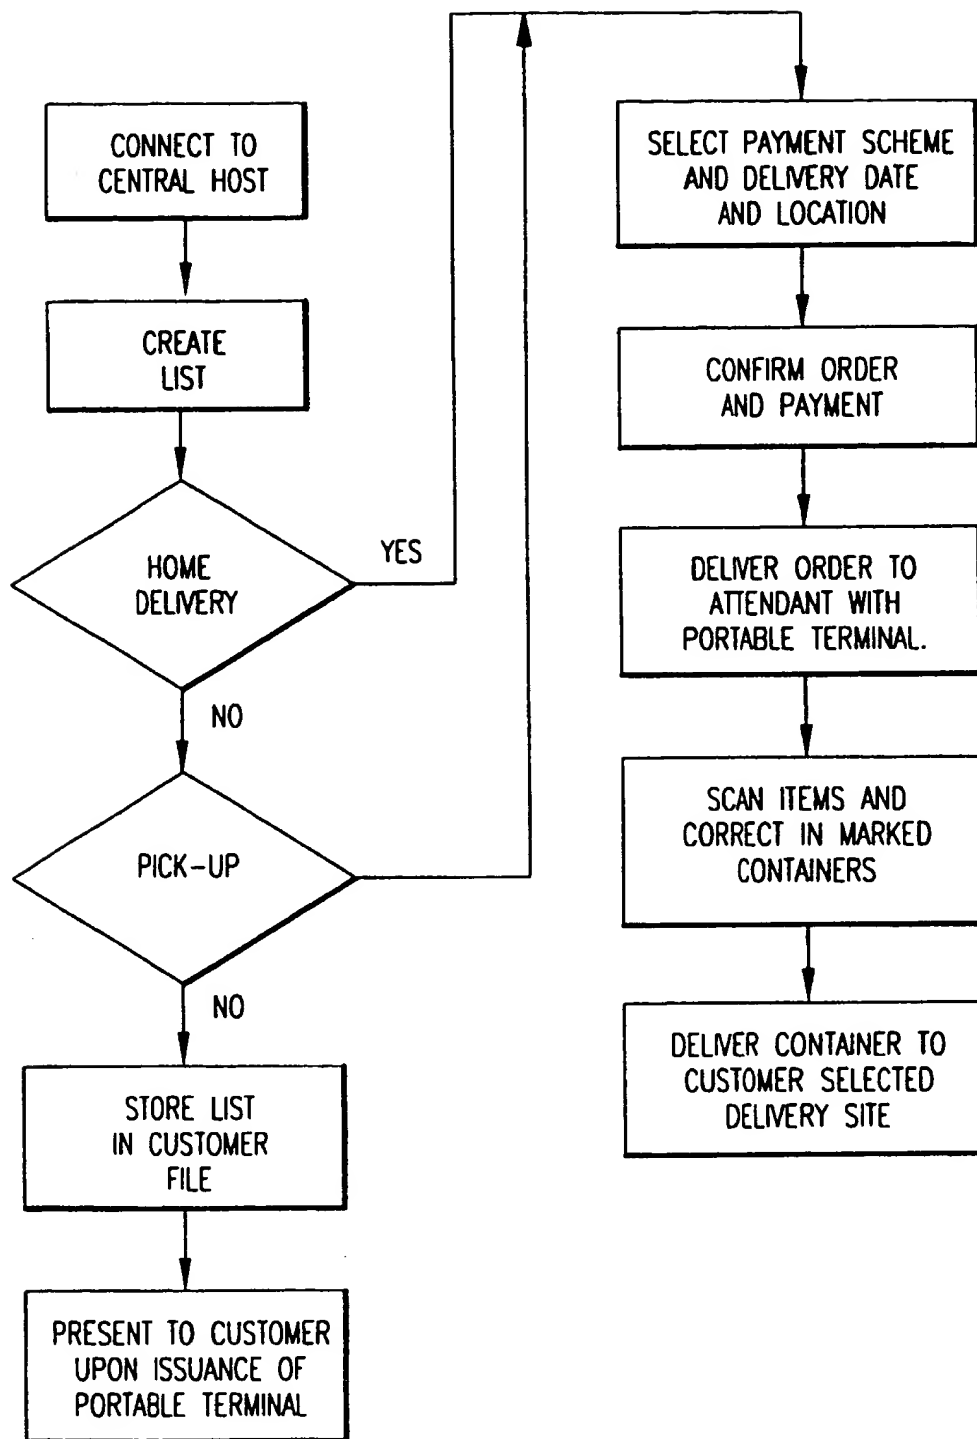 CONNECT TO
CENTRAL HOST
CREATE
LIST
HOME
DELIVERY
YES
NO
PICK-UP
NO
STORE LIST
IN CUSTOMER
FILE
PRESENT TO CUSTOMER
UPON ISSUANCE OF
PORTABLE TERMINAL
SELECT PAYMENT SCHEME
AND DELIVERY DATE
AND LOCATION
CONFIRM ORDER
AND PAYMENT
DELIVER ORDER TO
ATTENDANT WITH
PORTABLE TERMINAL.
SCAN ITEMS AND
CORRECT IN MARKED
CONTAINERS
DELIVER CONTAINER TO
CUSTOMER SELECTED
DELIVERY SITE